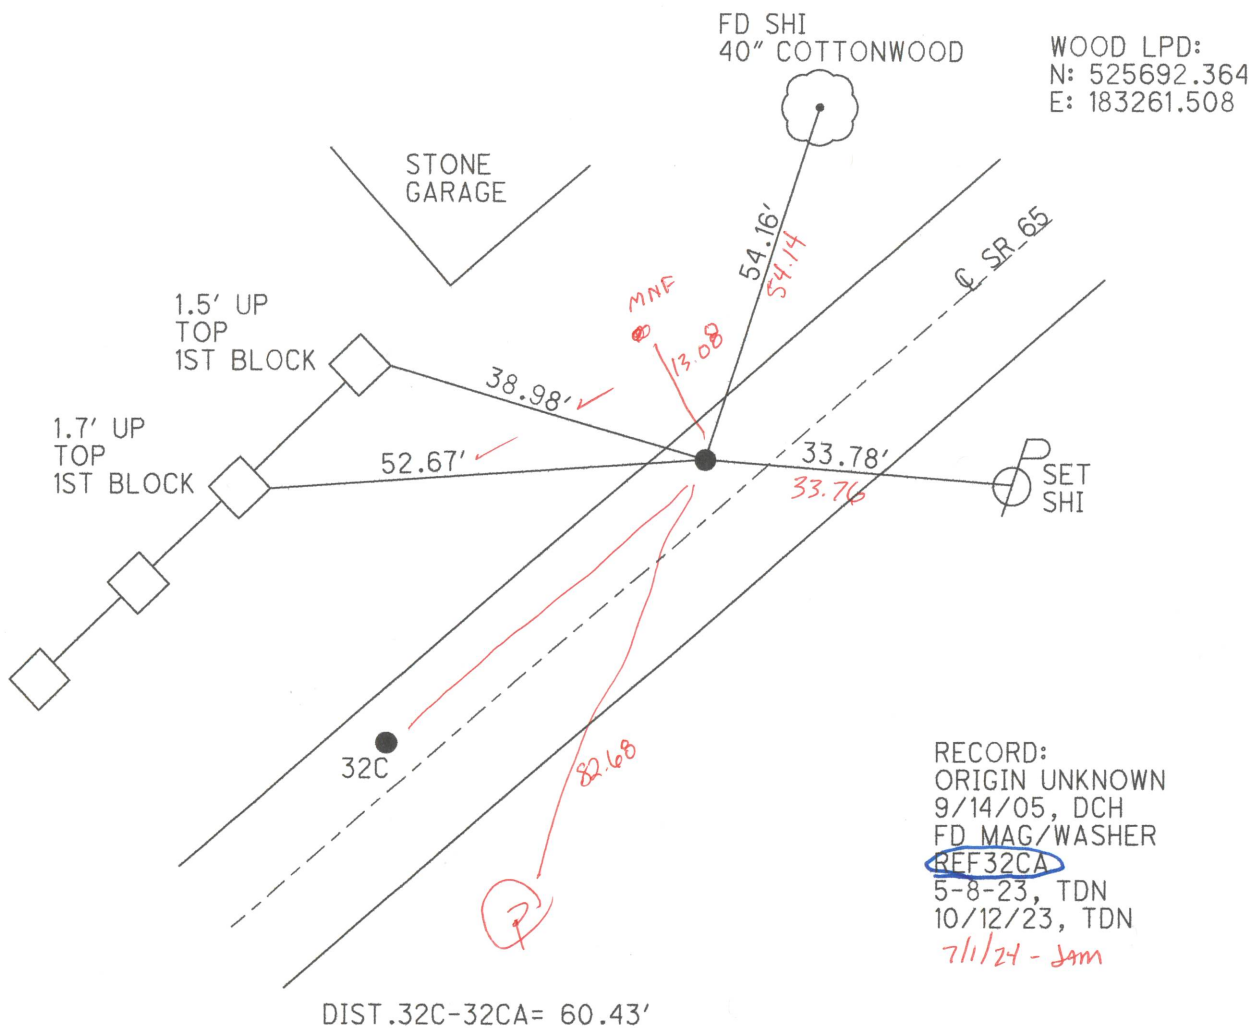 FD SHI
40" COTTONWOOD
WOOD LPD:
N: 525692.364
E: 183261.508
STONE
GARAGE
54.16'
54.14
℄ SR 65
MNF
13.08
1.5' UP
TOP
1ST BLOCK
38.98'
1.7' UP
TOP
1ST BLOCK
52.67'
33.78'
33.76
SET
SHI
32C
82.68
RECORD:
ORIGIN UNKNOWN
9/14/05, DCH
FD MAG/WASHER
REF32CA
5-8-23, TDN
10/12/23, TDN
7/1/24 - JAM
DIST.32C-32CA= 60.43'